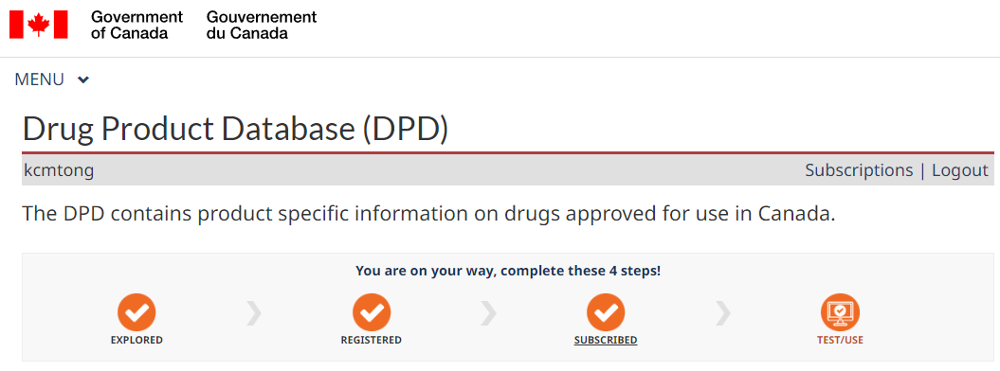 Government Gouvernement
of Canada du Canada
MENU
Drug Product Database (DPD)
kcmtong Subscriptions | Logout
The DPD contains product specific information on drugs approved for use in Canada.
You are on your way, complete these 4 steps!
EXPLORED REGISTERED SUBSCRIBED TEST/USE